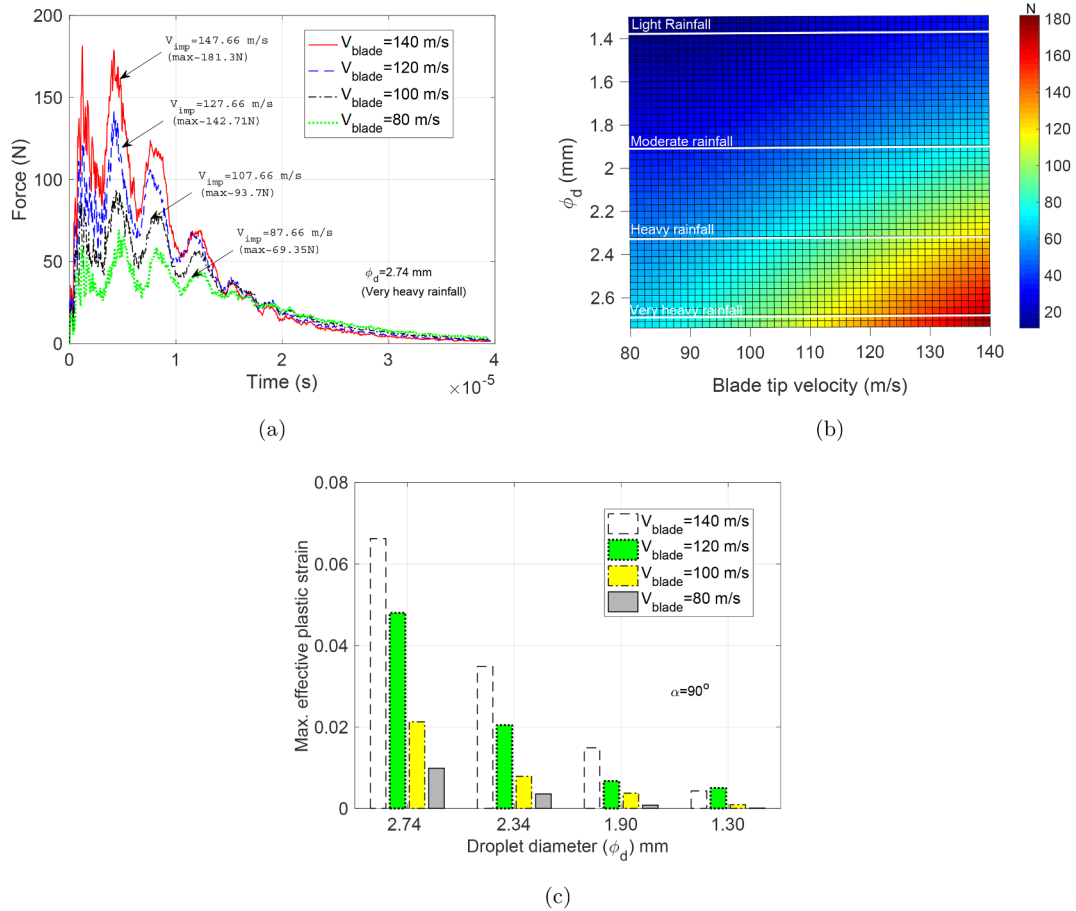 (a)
V_imp=147.66 m/s
(max~181.3N)
V_imp=127.66 m/s
(max~142.71N)
V_imp=107.66 m/s
(max~93.7N)
V_imp=87.66 m/s
(max~69.35N)
V_blade=140 m/s
V_blade=120 m/s
V_blade=100 m/s
V_blade=80 m/s
ϕ_d=2.74 mm
(Very heavy rainfall)
200
150
100
50
0
Force (N)
0
1
2
3
4
×10^-5
Time (s)
(a)
(b)
N
Light Rainfall
Moderate rainfall
Heavy rainfall
Very heavy rainfall
1.4
1.6
1.8
2
2.2
2.4
2.6
ϕ_d (mm)
80
90
100
110
120
130
140
Blade tip velocity (m/s)
180
160
140
120
100
80
60
40
20
(b)
0.08
0.06
0.04
0.02
0
Max. effective plastic strain
V_blade=140 m/s
V_blade=120 m/s
V_blade=100 m/s
V_blade=80 m/s
α=90°
2.74
2.34
1.90
1.30
Droplet diameter (ϕ_d) mm
(c)